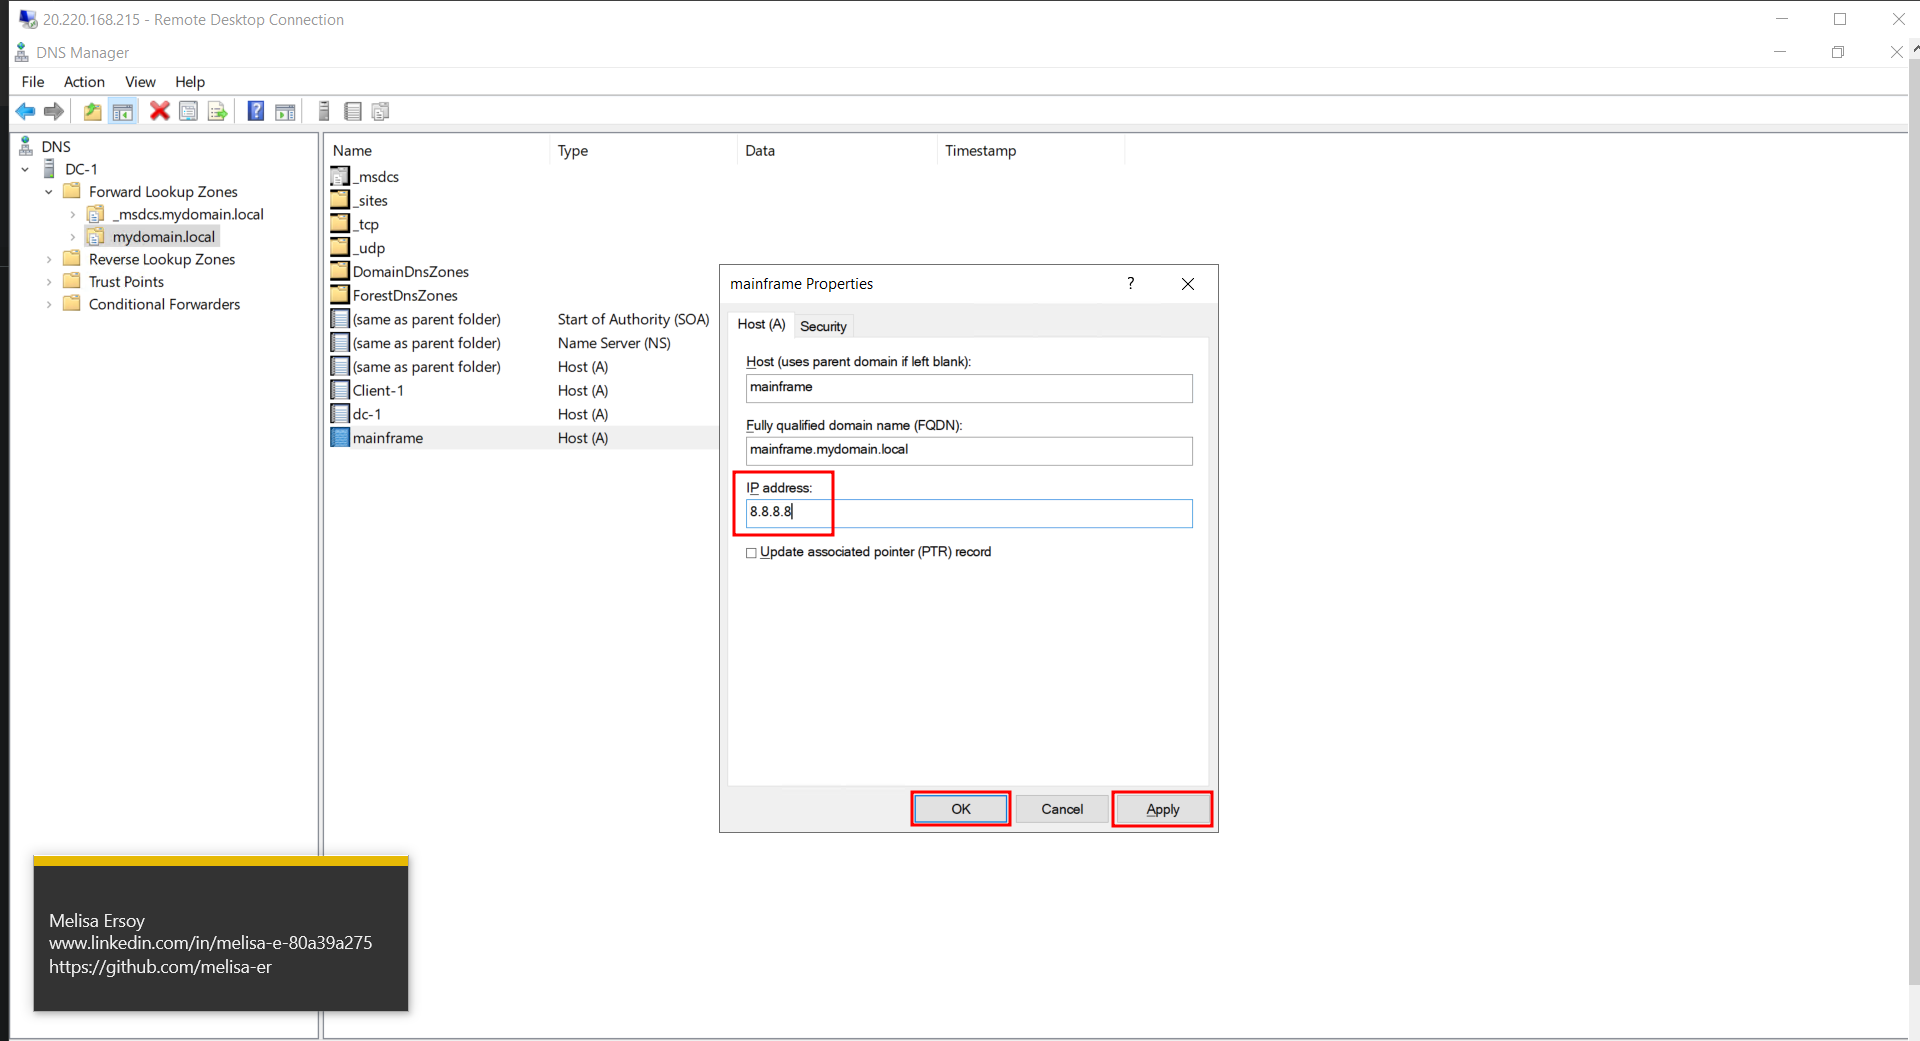 20.220.168.215 - Remote Desktop Connection
DNS Manager
File Action View Help
DNS
DC-1
Forward Lookup Zones
_msdcs.mydomain.local
mydomain.local
Reverse Lookup Zones
Trust Points
Conditional Forwarders
Name Type Data Timestamp
_msdcs
_sites
_tcp
_udp
DomainDnsZones
ForestDnsZones
(same as parent folder) Start of Authority (SOA)
(same as parent folder) Name Server (NS)
(same as parent folder) Host (A)
Client-1 Host (A)
dc-1 Host (A)
mainframe Host (A)
mainframe Properties ?
Host (A) Security
Host (uses parent domain if left blank):
mainframe
Fully qualified domain name (FQDN):
mainframe.mydomain.local
IP address:
8.8.8.8
Update associated pointer (PTR) record
OK Cancel Apply
Melisa Ersoy
www.linkedin.com/in/melisa-e-80a39a275
https://github.com/melisa-er